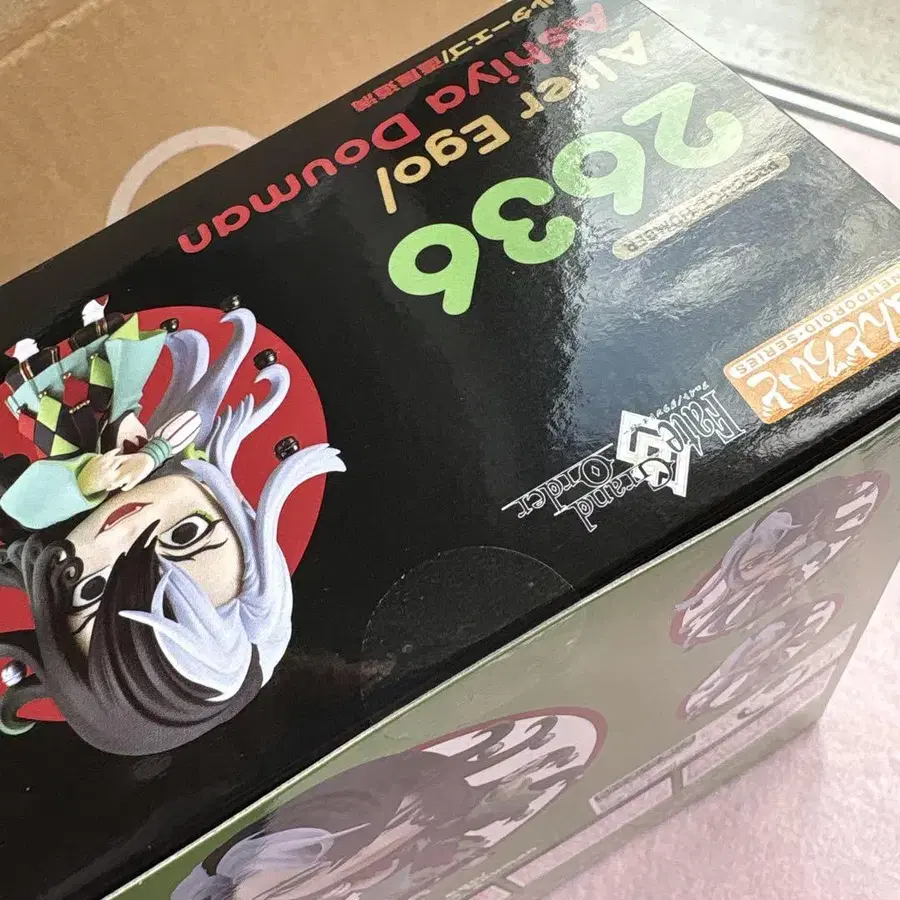 ねんどろいど
NENDOROID・SERIES
2636
Alter Ego/
Ashiya Douman
ルターエゴ/蘆屋道満
Fate
Grand
Order